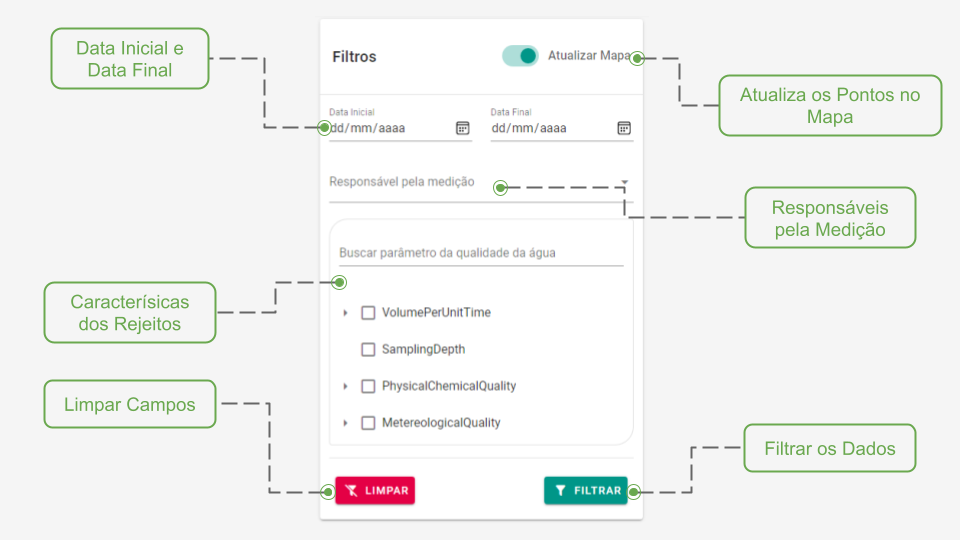 Data Inicial e
Data Final
Filtros
Atualizar Mapa
Atualiza os Pontos no
Mapa
Data Inicial
Data Final
dd/mm/aaaa
dd/mm/aaaa
Responsável pela medição
Responsáveis
pela Medição
Buscar parâmetro da qualidade da água
Caracterísicas
dos Rejeitos
VolumePerUnitTime
SamplingDepth
PhysicalChemicalQuality
MetereologicalQuality
Limpar Campos
Filtrar os Dados
LIMPAR
FILTRAR